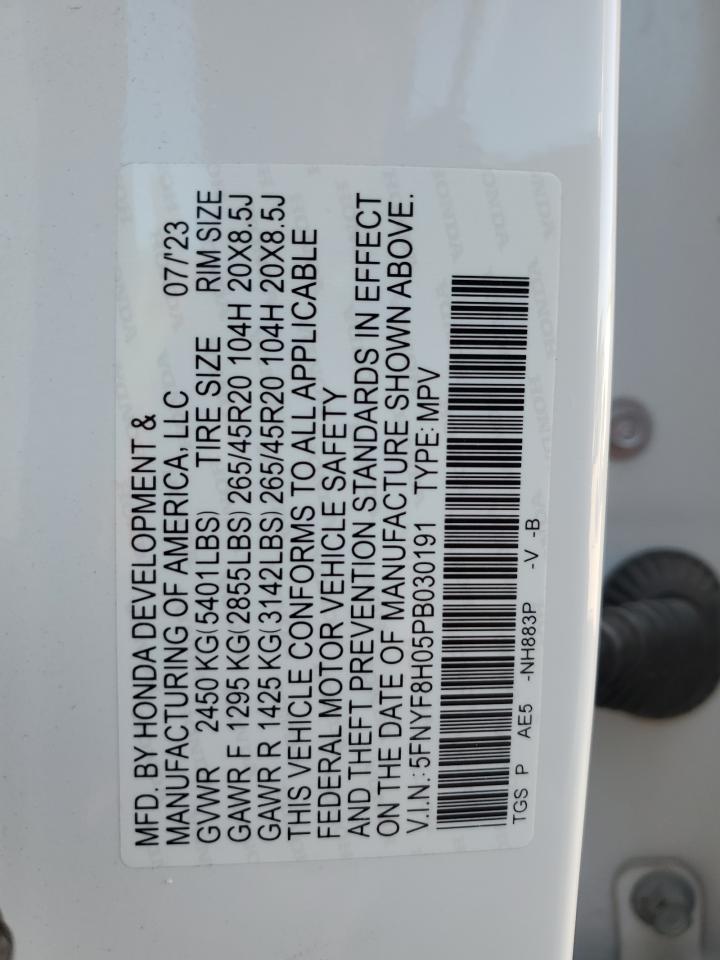 MFD. BY HONDA DEVELOPMENT &
MANUFACTURING OF AMERICA, LLC 07/'23
GVWR 2450 KG(5401LBS) TIRE SIZE RIM SIZE
GAWR F 1295 KG(2855LBS) 265/45R20 104H 20X8.5J
GAWR R 1425 KG(3142LBS) 265/45R20 104H 20X8.5J
THIS VEHICLE CONFORMS TO ALL APPLICABLE
FEDERAL MOTOR VEHICLE SAFETY
AND THEFT PREVENTION STANDARDS IN EFFECT
ON THE DATE OF MANUFACTURE SHOWN ABOVE.
V.I.N.:5FNYF8H05PB030191 TYPE: MPV
TGS P AE5 -NH883P -V -B